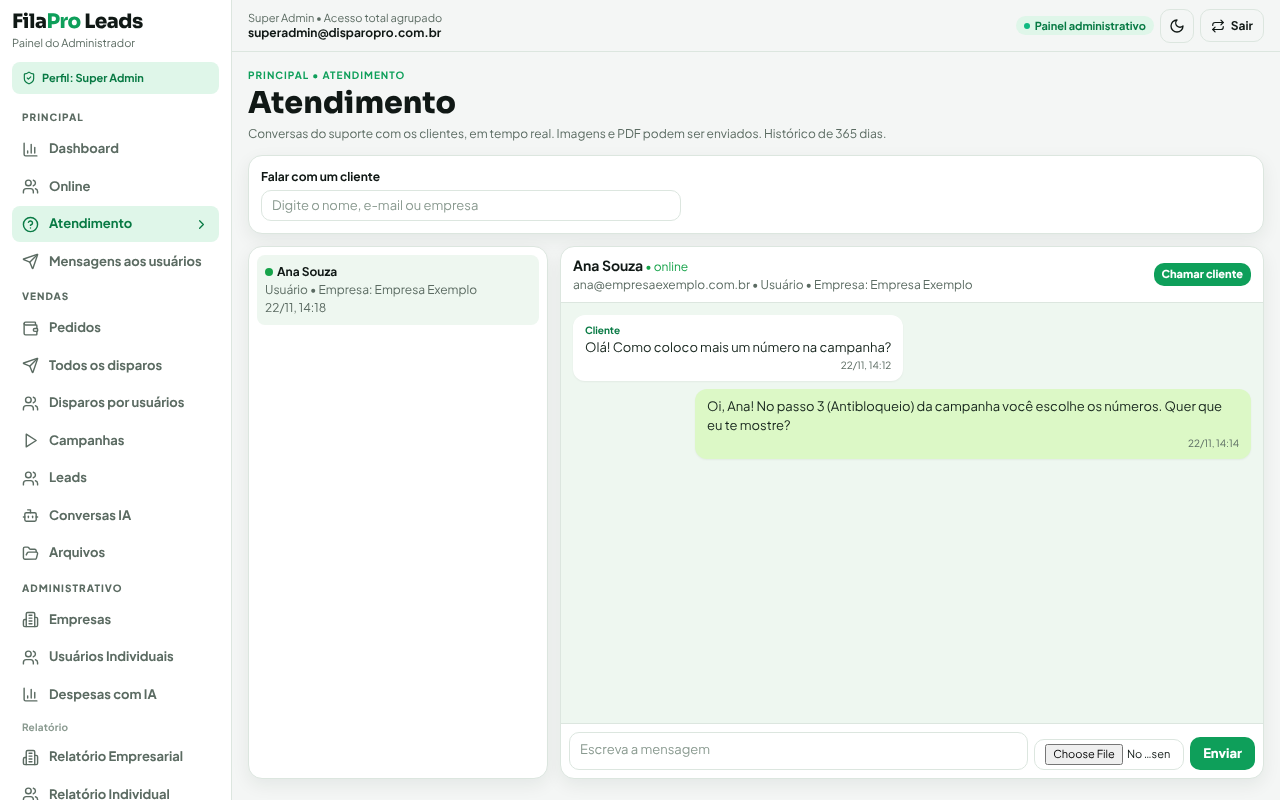 FilaPro Leads
Painel do Administrador
Perfil: Super Admin
PRINCIPAL
Dashboard
Online
Atendimento
Mensagens aos usuários
VENDAS
Pedidos
Todos os disparos
Disparos por usuários
Campanhas
Leads
Conversas IA
Arquivos
ADMINISTRATIVO
Empresas
Usuários Individuais
Despesas com IA
Relatório
Relatório Empresarial
Relatório Individual
Super Admin • Acesso total agrupado
superadmin@disparopro.com.br
Painel administrativo
Sair
PRINCIPAL • ATENDIMENTO
Atendimento
Conversas do suporte com os clientes, em tempo real. Imagens e PDF podem ser enviados. Histórico de 365 dias.
Falar com um cliente
Digite o nome, e-mail ou empresa
Ana Souza
Usuário • Empresa: Empresa Exemplo
22/11, 14:18
Ana Souza • online
ana@empresaexemplo.com.br • Usuário • Empresa: Empresa Exemplo
Chamar cliente
Cliente
Olá! Como coloco mais um número na campanha?
22/11, 14:12
Oi, Ana! No passo 3 (Antibloqueio) da campanha você escolhe os números. Quer que
eu te mostre?
22/11, 14:14
Escreva a mensagem
Choose File No ...sen
Enviar